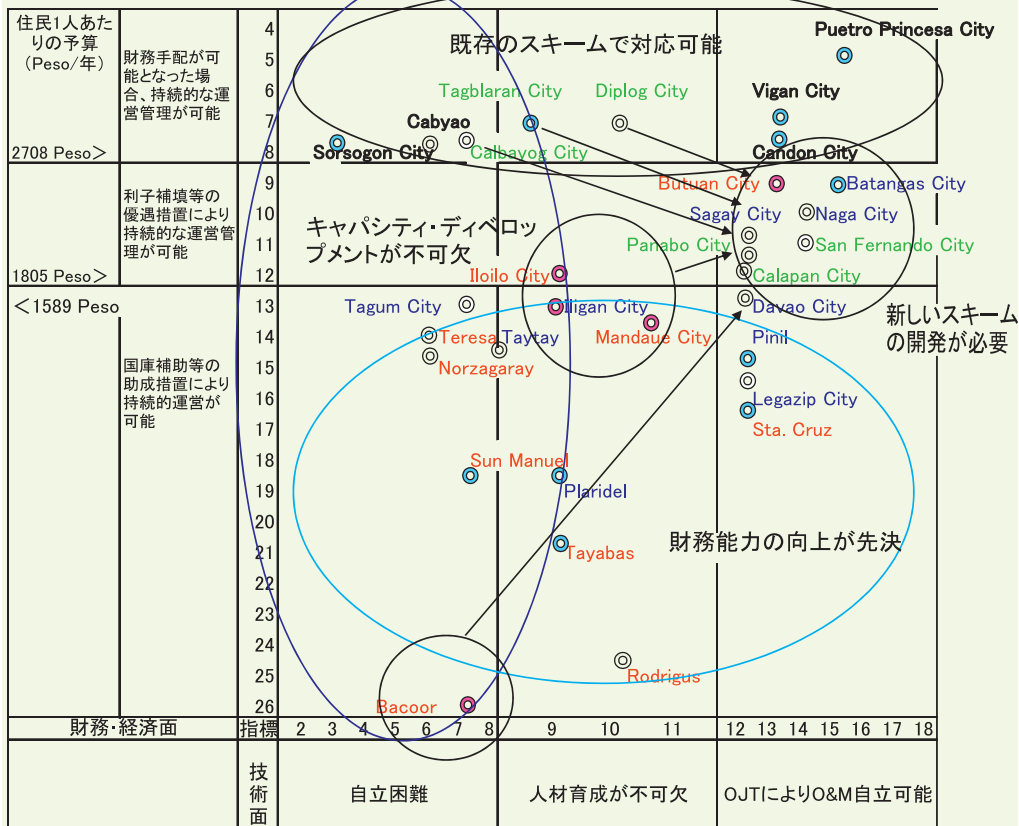 住民1人あた
りの予算
(Peso/年)
2708 Peso>
財務手配が可
能となった場
合、持続的な運
営管理が可能
1805 Peso>
利子補填等の
優遇措置により
持続的な運営管
理が可能
<1589 Peso
国庫補助等の
助成措置により
持続的運営が
可能
4
5
6
7
8
9
10
11
12
13
14
15
16
17
18
19
20
21
22
23
24
25
26
既存のスキームで対応可能
Puetro Princesa City
Tagblaran City
Diplog City
Vigan City
Cabyao
Sorsogon City
Calbayog City
Candon City
Butuan City
Batangas City
Sagay City
Naga City
キャパシティ・ディベロッ
プメントが不可欠
Panabo City
San Fernando City
Iloilo City
Calapan City
Tagum City
Iligan City
Davao City
新しいスキーム
の開発が必要
Teresa
Taytay
Mandaue City
Pinil
Norzagaray
Legazip City
Sta. Cruz
Sun Manuel
Plaridel
Tayabas
財務能力の向上が先決
Rodrigus
Bacoor
財務・経済面
指標
2 3 4 5 6 7 8 9 10 11 12 13 14 15 16 17 18
技
術
面
自立困難
人材育成が不可欠
OJTによりO&M自立可能